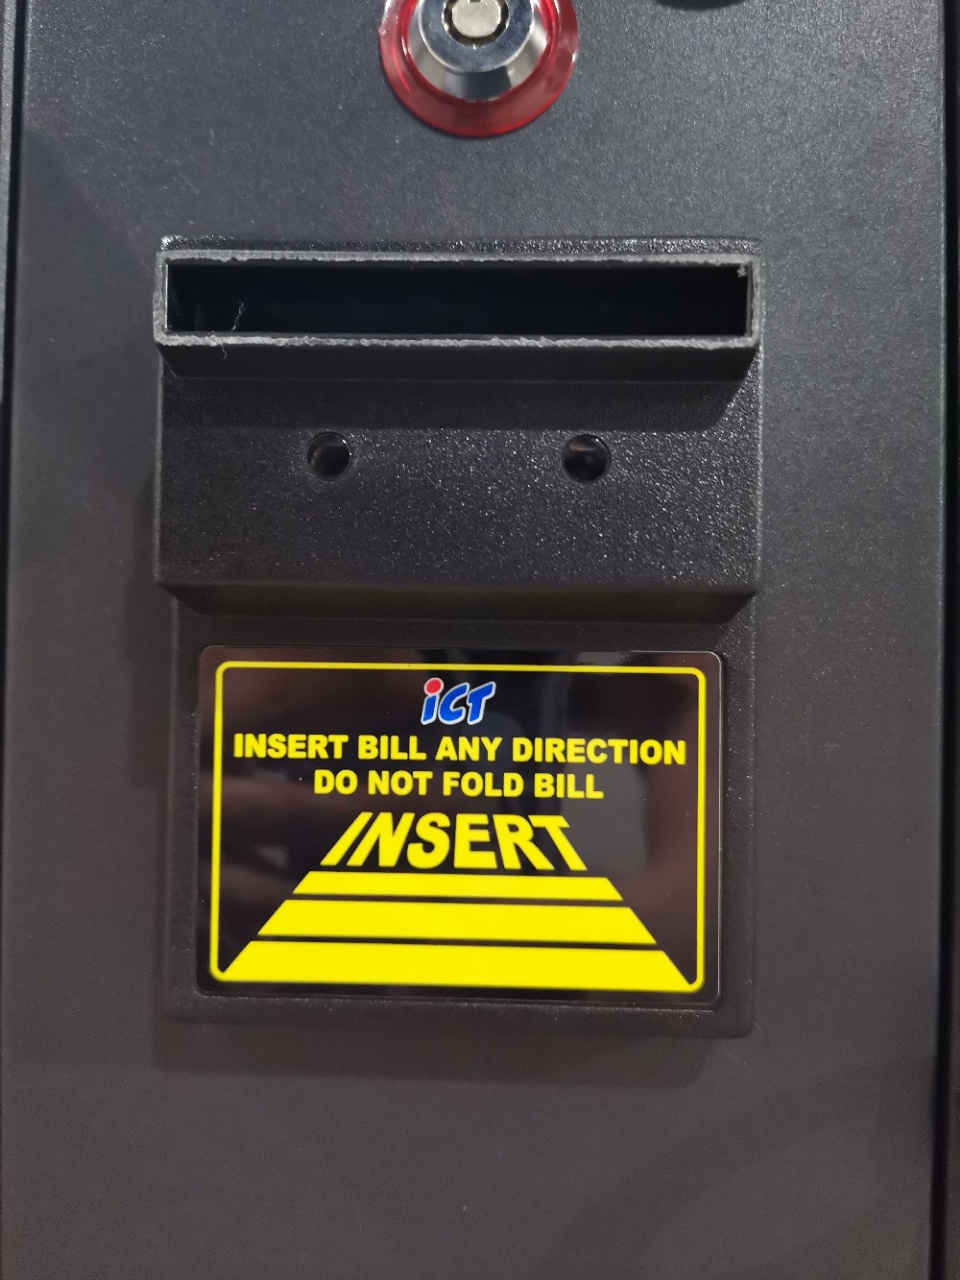 iCT
INSERT BILL ANY DIRECTION
DO NOT FOLD BILL
INSERT